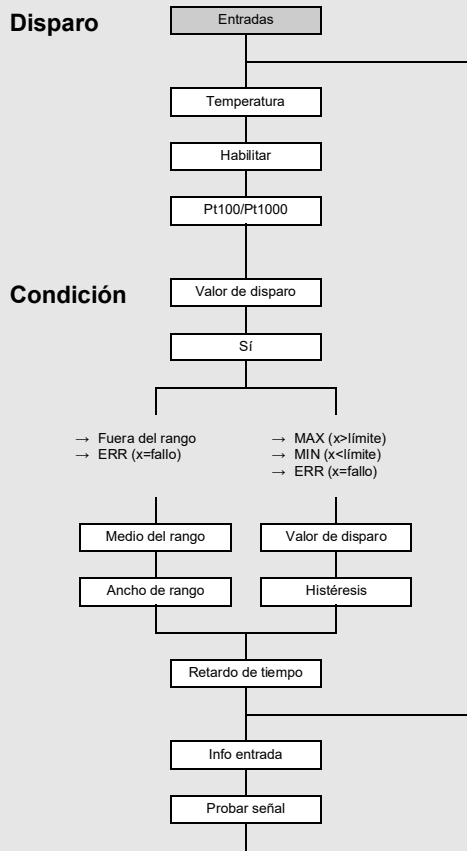 Disparo
Entradas
Temperatura
Habilitar
Pt100/Pt1000
Condición
Valor de disparo
Sí
→ Fuera del rango
→ ERR (x=fallo)
→ MAX (x>límite)
→ MIN (x<límite)
→ ERR (x=fallo)
Medio del rango
Valor de disparo
Ancho de rango
Histéresis
Retardo de tiempo
Info entrada
Probar señal